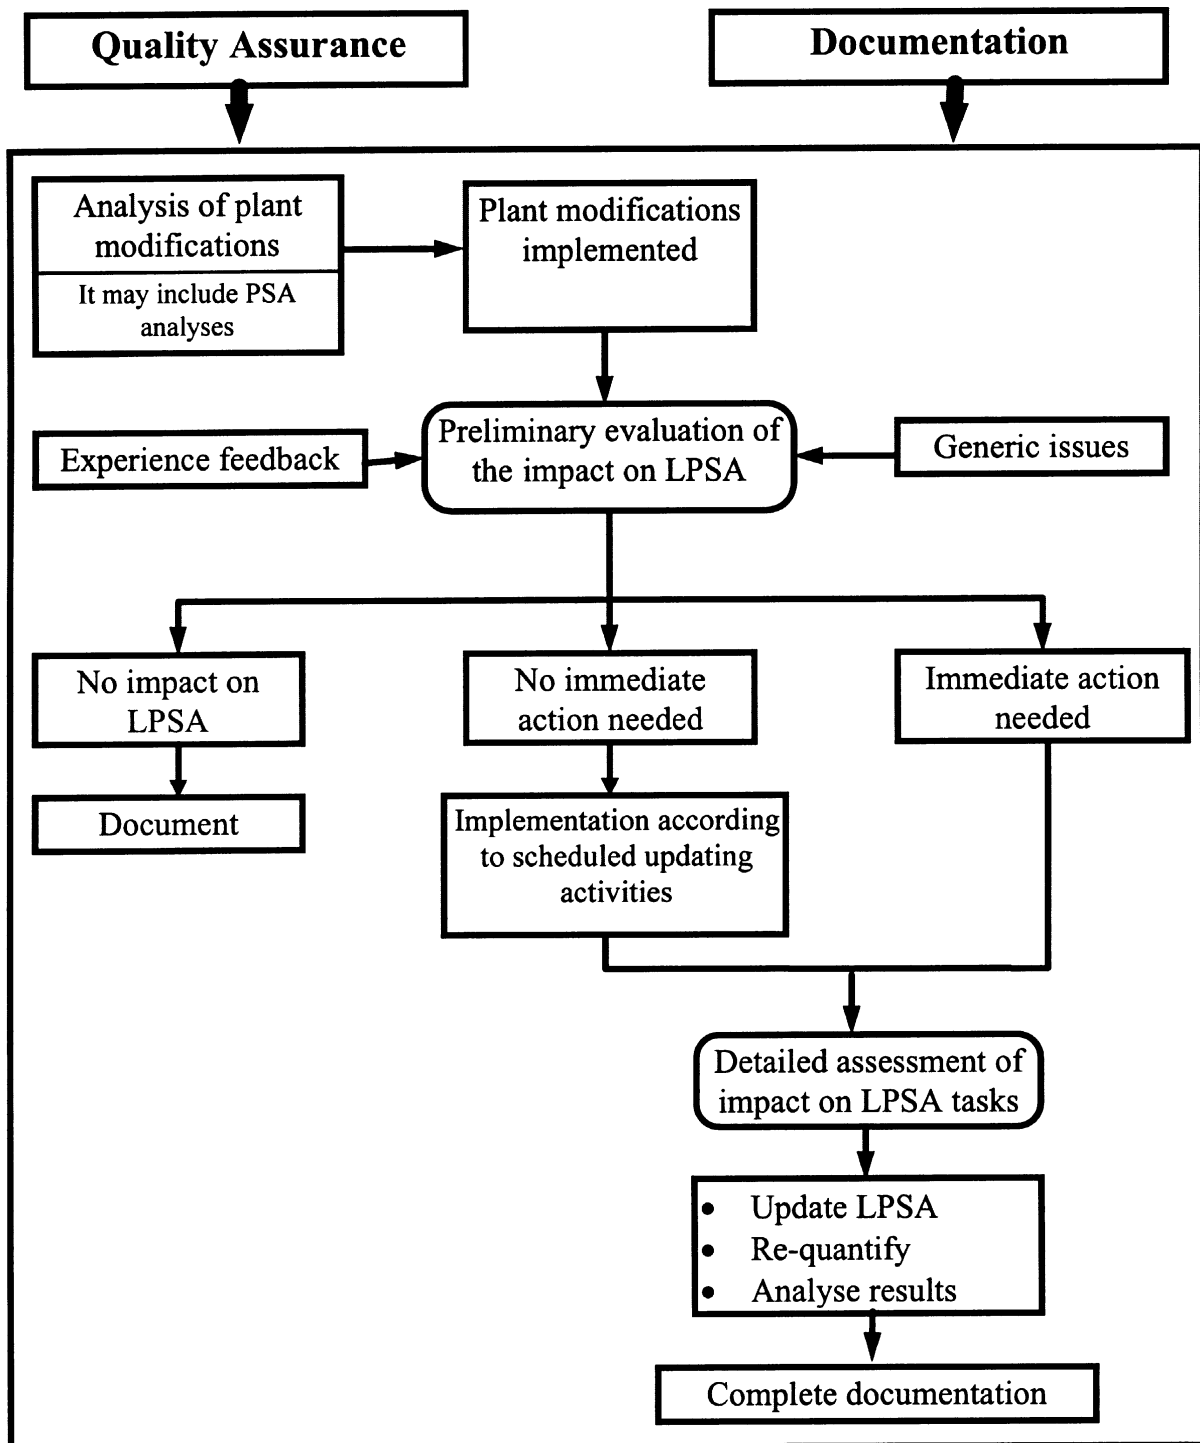 Quality Assurance
Documentation
Analysis of plant
modifications
It may include PSA
analyses
Plant modifications
implemented
Experience feedback
Preliminary evaluation of
the impact on LPSA
Generic issues
No impact on
LPSA
No immediate
action needed
Immediate action
needed
Document
Implementation according
to scheduled updating
activities
Detailed assessment of
impact on LPSA tasks
• Update LPSA
• Re-quantify
• Analyse results
Complete documentation